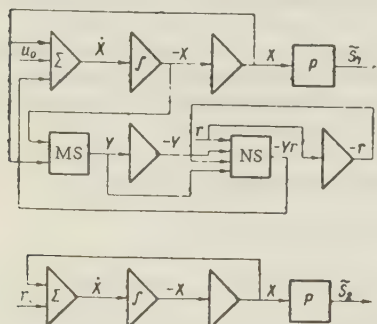 u₀ Σ Ẋ ∫ -X X P S̃₁
MS Y -Y r NS -Yr -r
r Σ Ẋ ∫ -X X P S̃₂